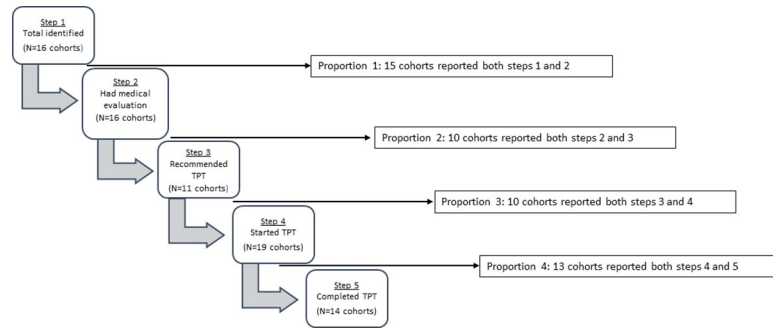 Step 1
Total identified
(N=16 cohorts)
Proportion 1: 15 cohorts reported both steps 1 and 2
Step 2
Had medical
evaluation
(N=16 cohorts)
Proportion 2: 10 cohorts reported both steps 2 and 3
Step 3
Recommended
TPT
(N=11 cohorts)
Proportion 3: 10 cohorts reported both steps 3 and 4
Step 4
Started TPT
(N=19 cohorts)
Proportion 4: 13 cohorts reported both steps 4 and 5
Step 5
Completed TPT
(N=14 cohorts)